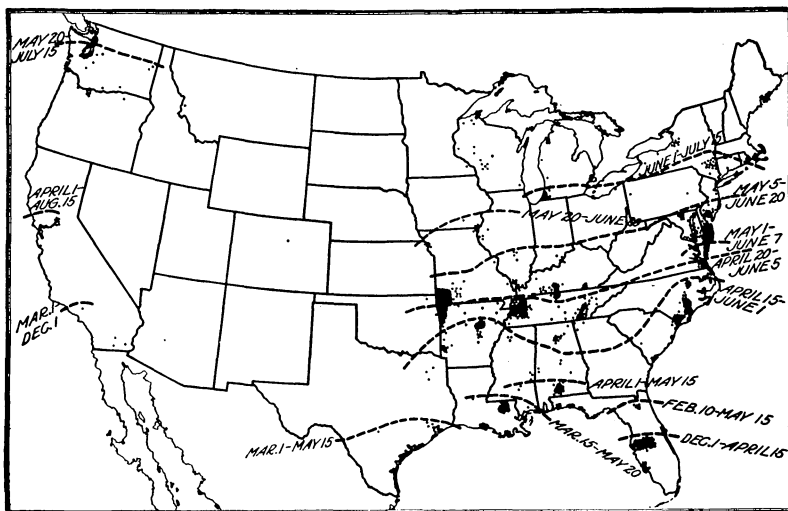 MAY 20-
JULY 15
APRIL 1-
AUG. 15
MAR. 1-
DEC. 1
JUNE 1-JULY 15
MAY 20-JUNE
MAY 5-
JUNE 20
MAY 1-
JUNE 7
APRIL 20-
JUNE 5
APRIL 15-
JUNE 1
APRIL 1-MAY 15
FEB. 10-MAY 15
DEC. 1-APRIL 15
MAR. 15-
MAY 20
MAR. 1-MAY 15